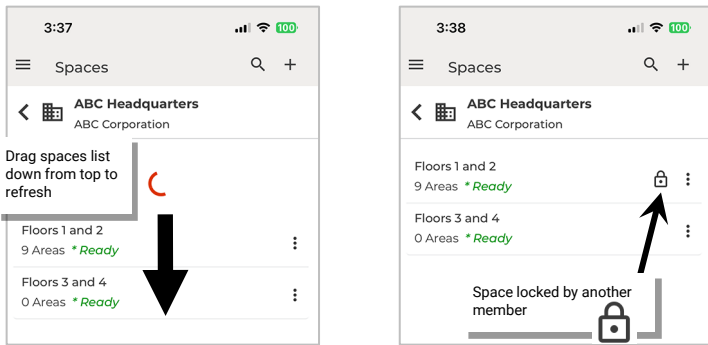 3:37
100
Spaces
ABC Headquarters
ABC Corporation
Drag spaces list
down from top to
refresh
Floors 1 and 2
9 Areas * Ready
Floors 3 and 4
0 Areas * Ready
3:38
100
Spaces
ABC Headquarters
ABC Corporation
Floors 1 and 2
9 Areas * Ready
Floors 3 and 4
0 Areas * Ready
Space locked by another
member